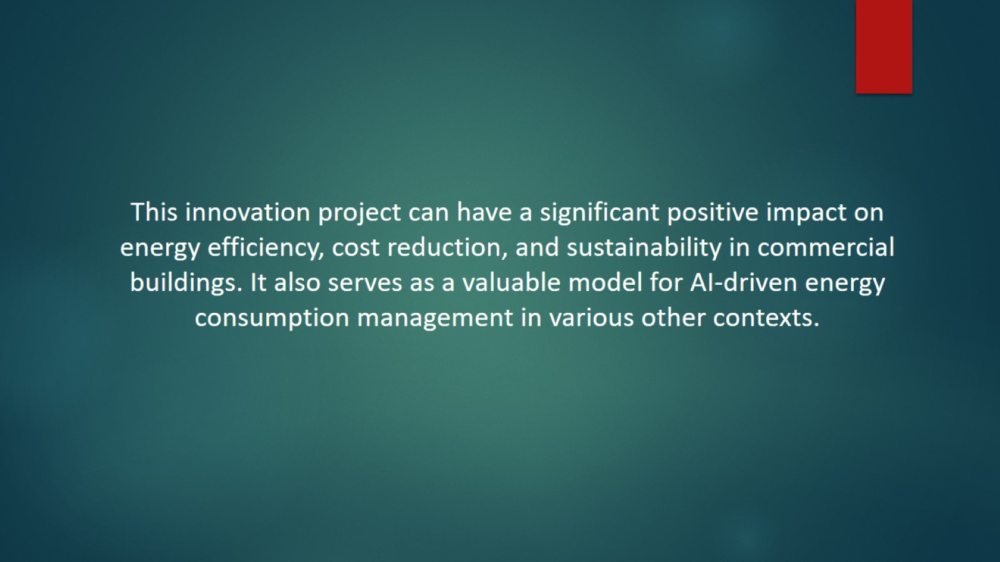 This innovation project can have a significant positive impact on
energy efficiency, cost reduction, and sustainability in commercial
buildings. It also serves as a valuable model for AI-driven energy
consumption management in various other contexts.